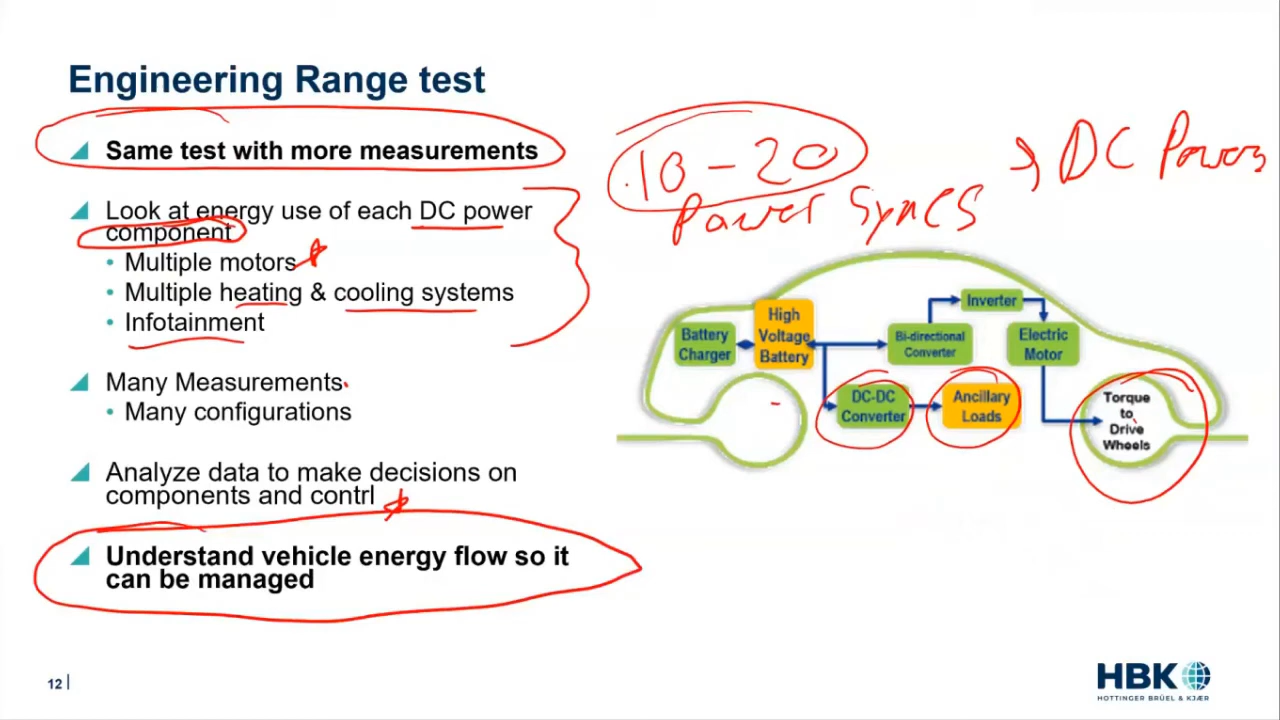 Engineering Range test
Same test with more measurements
Look at energy use of each DC power
component
Multiple motors
Multiple heating & cooling systems
Infotainment
Many Measurements
Many configurations
Analyze data to make decisions on
components and contrl
Understand vehicle energy flow so it
can be managed
10-20
Power Syncs
→ DC Power
Battery
Charger
High
Voltage
Battery
Bi-directional
Converter
Inverter
Electric
Motor
DC-DC
Converter
Ancillary
Loads
Torque
to
Drive
Wheels
12
HBK
HOTTINGER BRÜEL & KJÆR